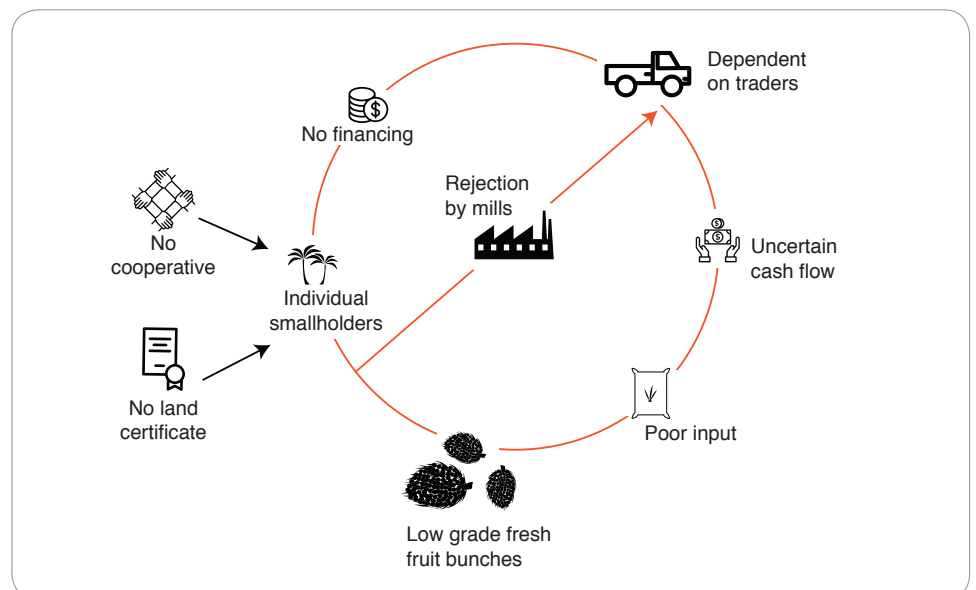 Dependent
on traders
No financing
Rejection
by mills
No
cooperative
Uncertain
cash flow
Individual
smallholders
No land
certificate
Poor input
Low grade fresh
fruit bunches